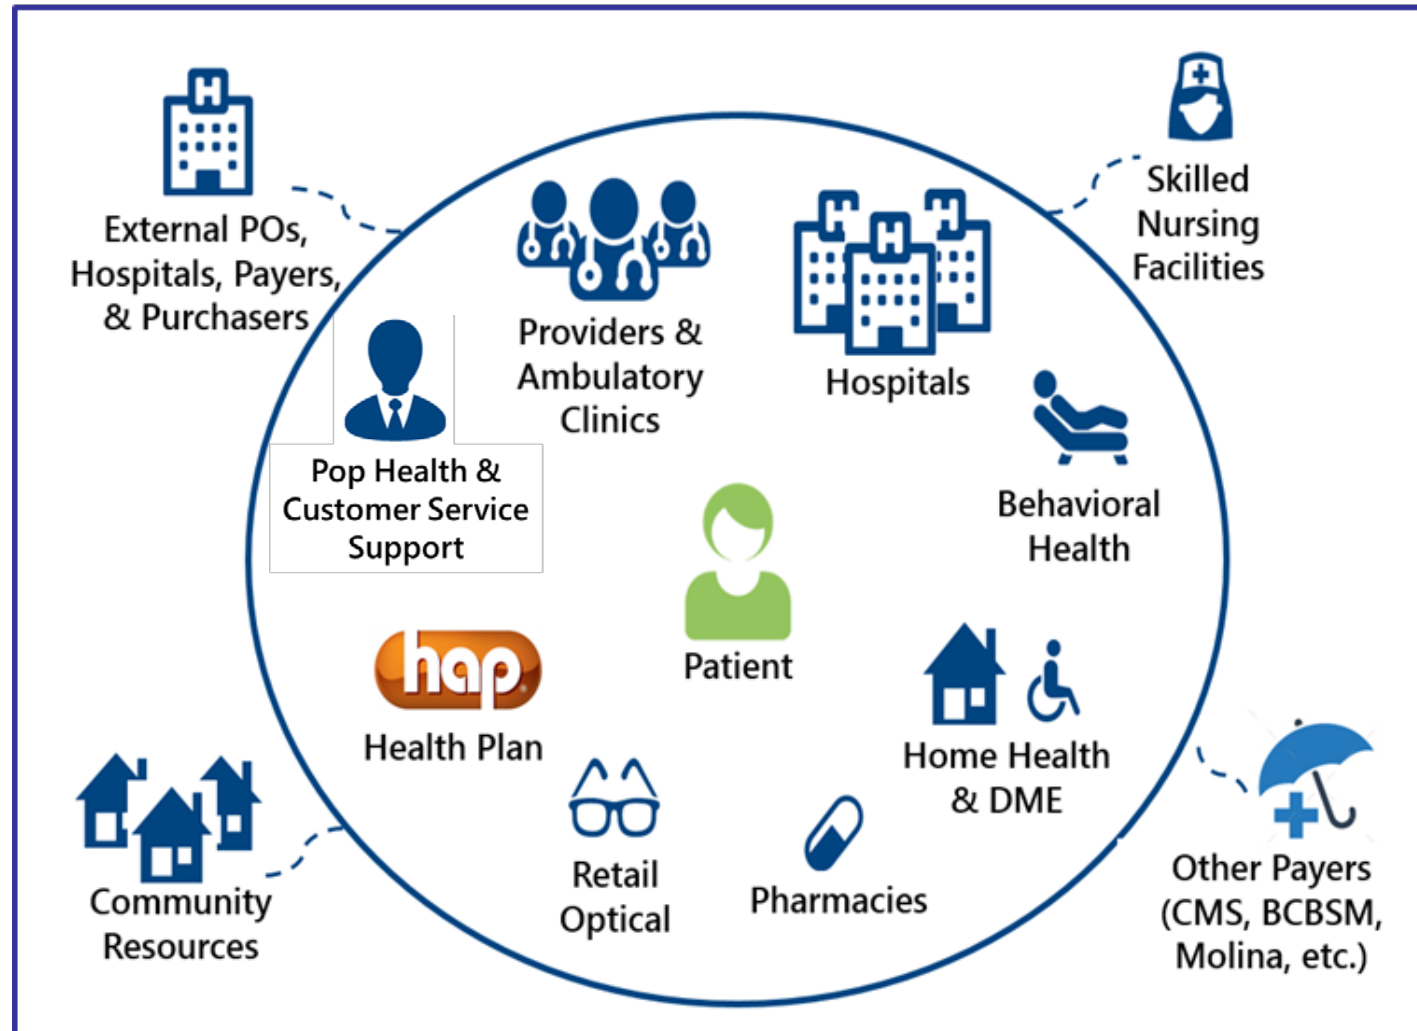 External POs,
Hospitals, Payers,
& Purchasers
H
Providers &
Ambulatory
Clinics
H H H
Hospitals
Skilled
Nursing
Facilities
Pop Health &
Customer Service
Support
Behavioral
Health
Patient
hap®
Health Plan
Home Health
& DME
Retail
Optical
Pharmacies
Community
Resources
Other Payers
(CMS, BCBSM,
Molina, etc.)